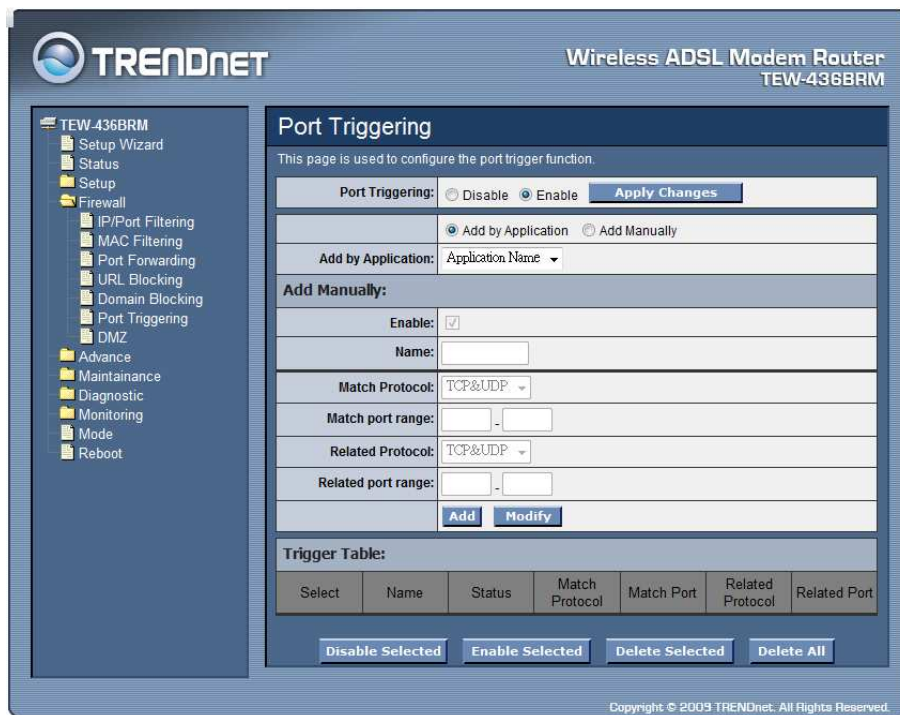 TRENDNET
Wireless ADSL Modem Router
TEW-436BRM
TEW-436BRM
Setup Wizard
Status
Setup
Firewall
IP/Port Filtering
MAC Filtering
Port Forwarding
URL Blocking
Domain Blocking
Port Triggering
DMZ
Advance
Maintainance
Diagnostic
Monitoring
Mode
Reboot
Port Triggering
This page is used to configure the port trigger function.
Port Triggering: Disable Enable Apply Changes
Add by Application Add Manually
Add by Application: Application Name
Add Manually:
Enable:
Name:
Match Protocol: TCP&UDP
Match port range: -
Related Protocol: TCP&UDP
Related port range: -
Add Modify
Trigger Table:
Select Name Status Match Protocol Match Port Related Protocol Related Port
Disable Selected Enable Selected Delete Selected Delete All
Copyright © 2009 TRENDnet. All Rights Reserved.